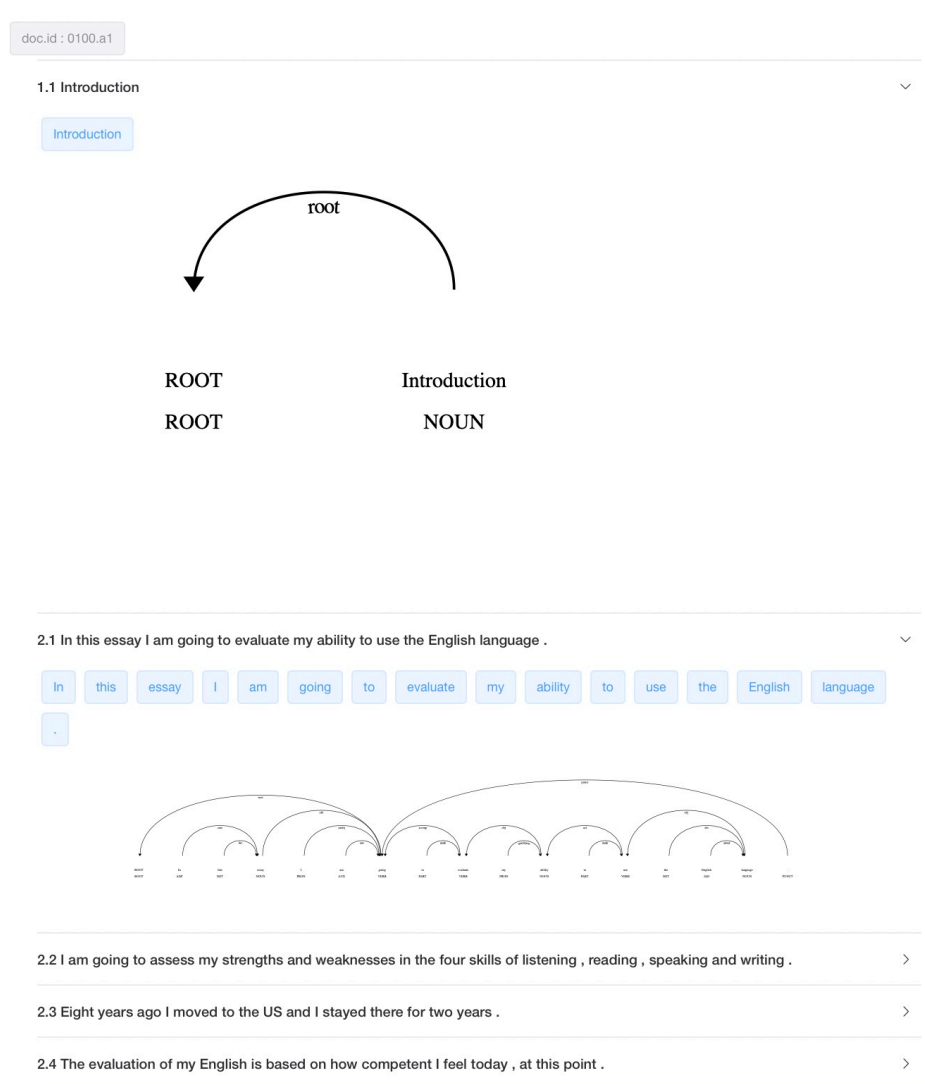 doc.id : 0100.a1
1.1 Introduction
Introduction
root
ROOT Introduction
ROOT NOUN
2.1 In this essay I am going to evaluate my ability to use the English language .
In this essay I am going to evaluate my ability to use the English language
.
2.2 I am going to assess my strengths and weaknesses in the four skills of listening , reading , speaking and writing .
2.3 Eight years ago I moved to the US and I stayed there for two years .
2.4 The evaluation of my English is based on how competent I feel today , at this point .